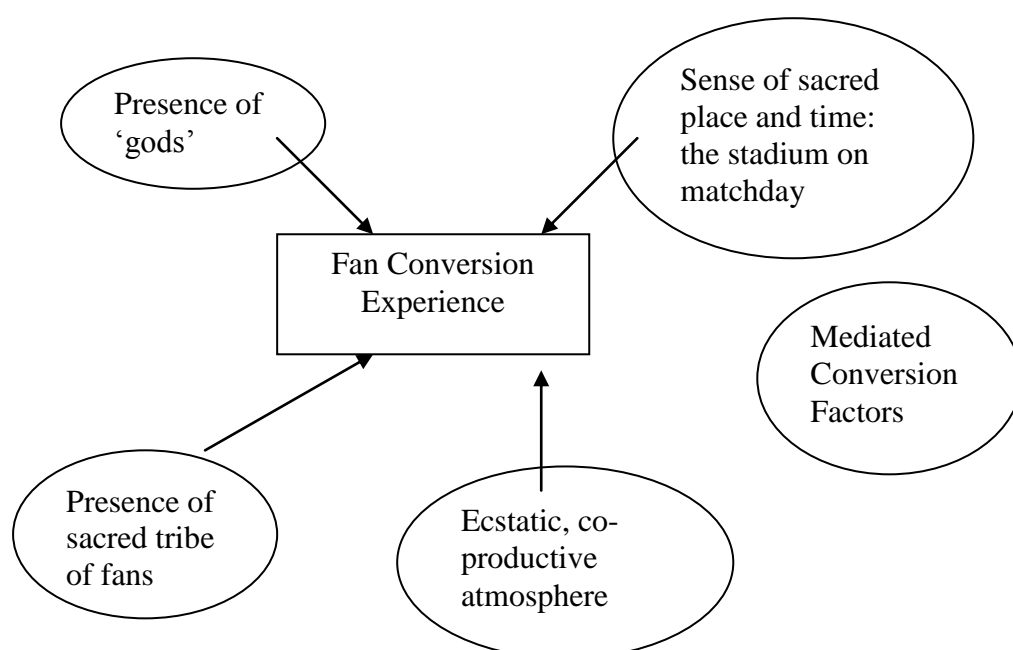 Presence of
‘gods’
Sense of sacred
place and time:
the stadium on
matchday
Fan Conversion
Experience
Mediated
Conversion
Factors
Presence of
sacred tribe
of fans
Ecstatic, co-
productive
atmosphere